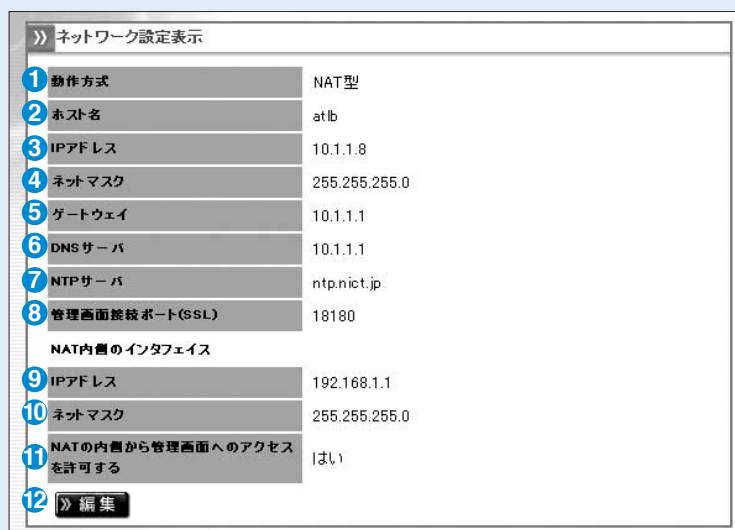 » ネットワーク設定表示
1 動作方式 NAT型
2 ホスト名 atlb
3 IPアドレス 10.1.1.8
4 ネットマスク 255.255.255.0
5 ゲートウェイ 10.1.1.1
6 DNSサーバ 10.1.1.1
7 NTPサーバ ntp.nict.jp
8 管理画面接続ポート(SSL) 18180
NAT内側のインタフェイス
9 IPアドレス 192.168.1.1
10 ネットマスク 255.255.255.0
11 NATの内側から管理画面へのアクセス
を許可する はい
12 » 編集